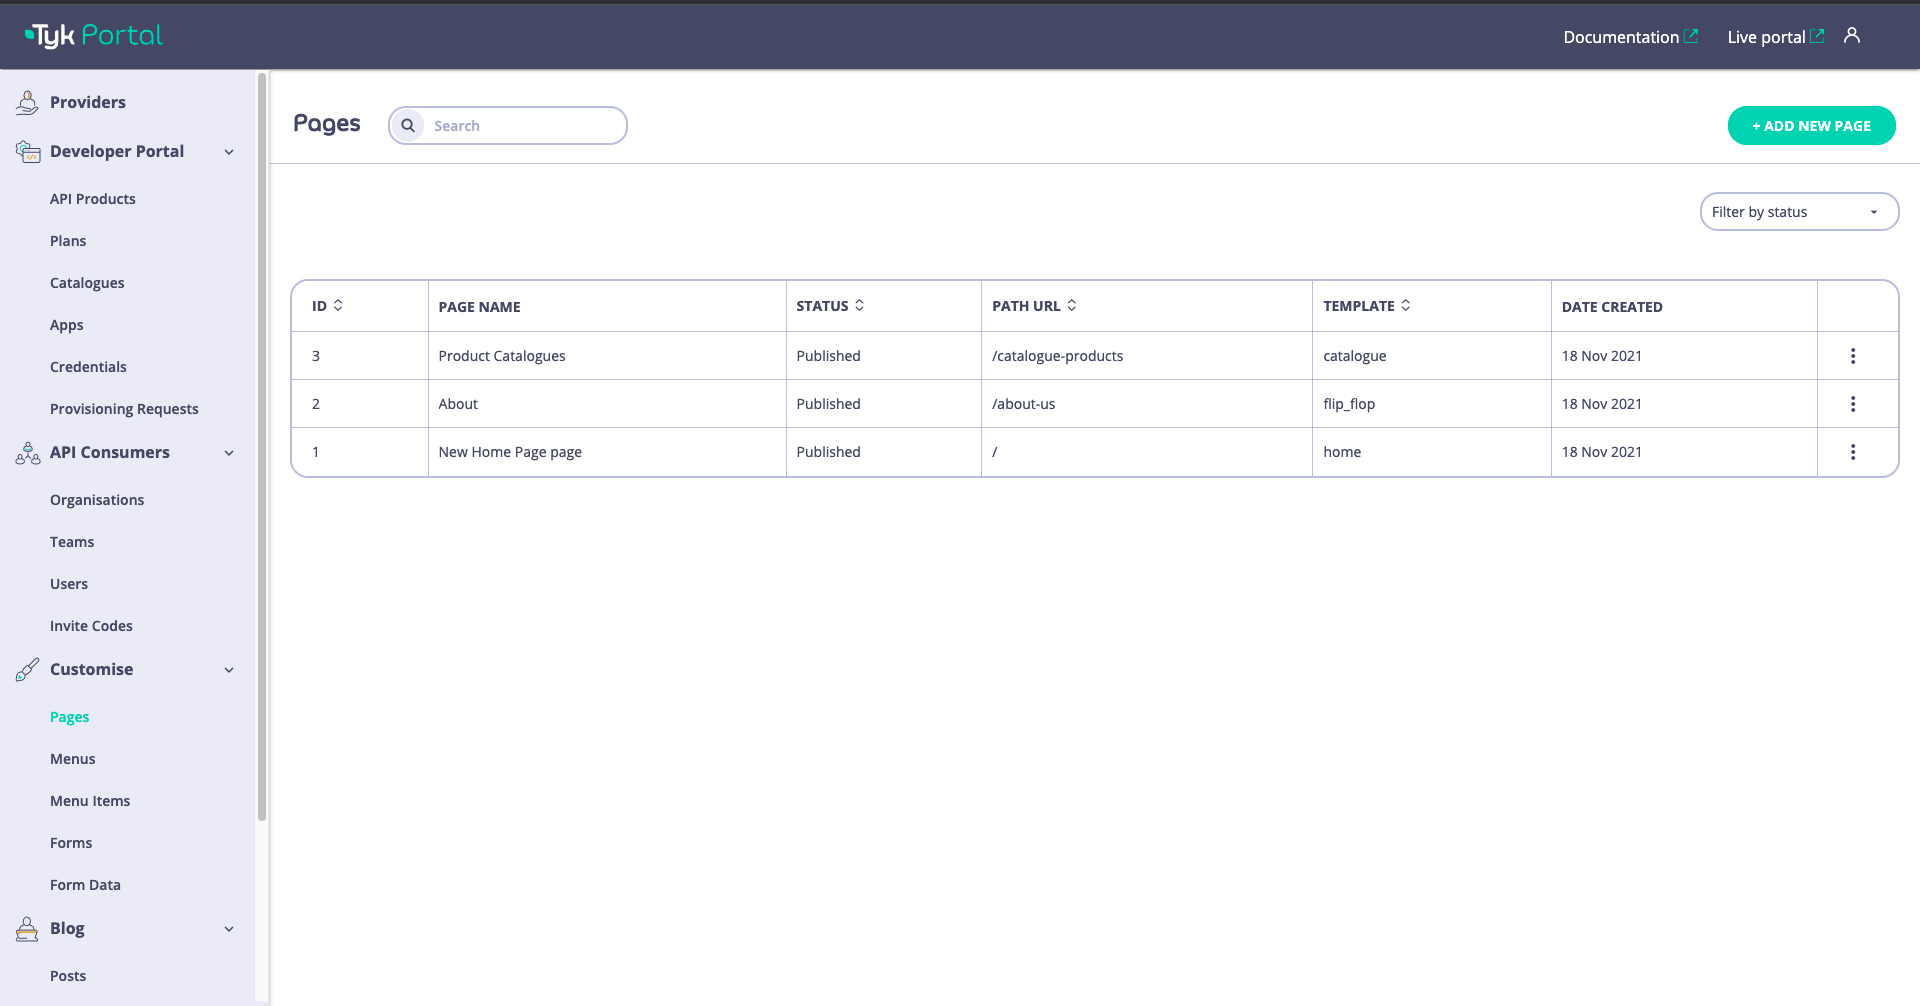 Tyk Portal
Documentation
Live portal
Providers
Developer Portal
API Products
Plans
Catalogues
Apps
Credentials
Provisioning Requests
API Consumers
Organisations
Teams
Users
Invite Codes
Customise
Pages
Menus
Menu Items
Forms
Form Data
Blog
Posts
Pages
Search
+ ADD NEW PAGE
Filter by status
ID PAGE NAME STATUS PATH URL TEMPLATE DATE CREATED
3 Product Catalogues Published /catalogue-products catalogue 18 Nov 2021
2 About Published /about-us flip_flop 18 Nov 2021
1 New Home Page page Published / home 18 Nov 2021